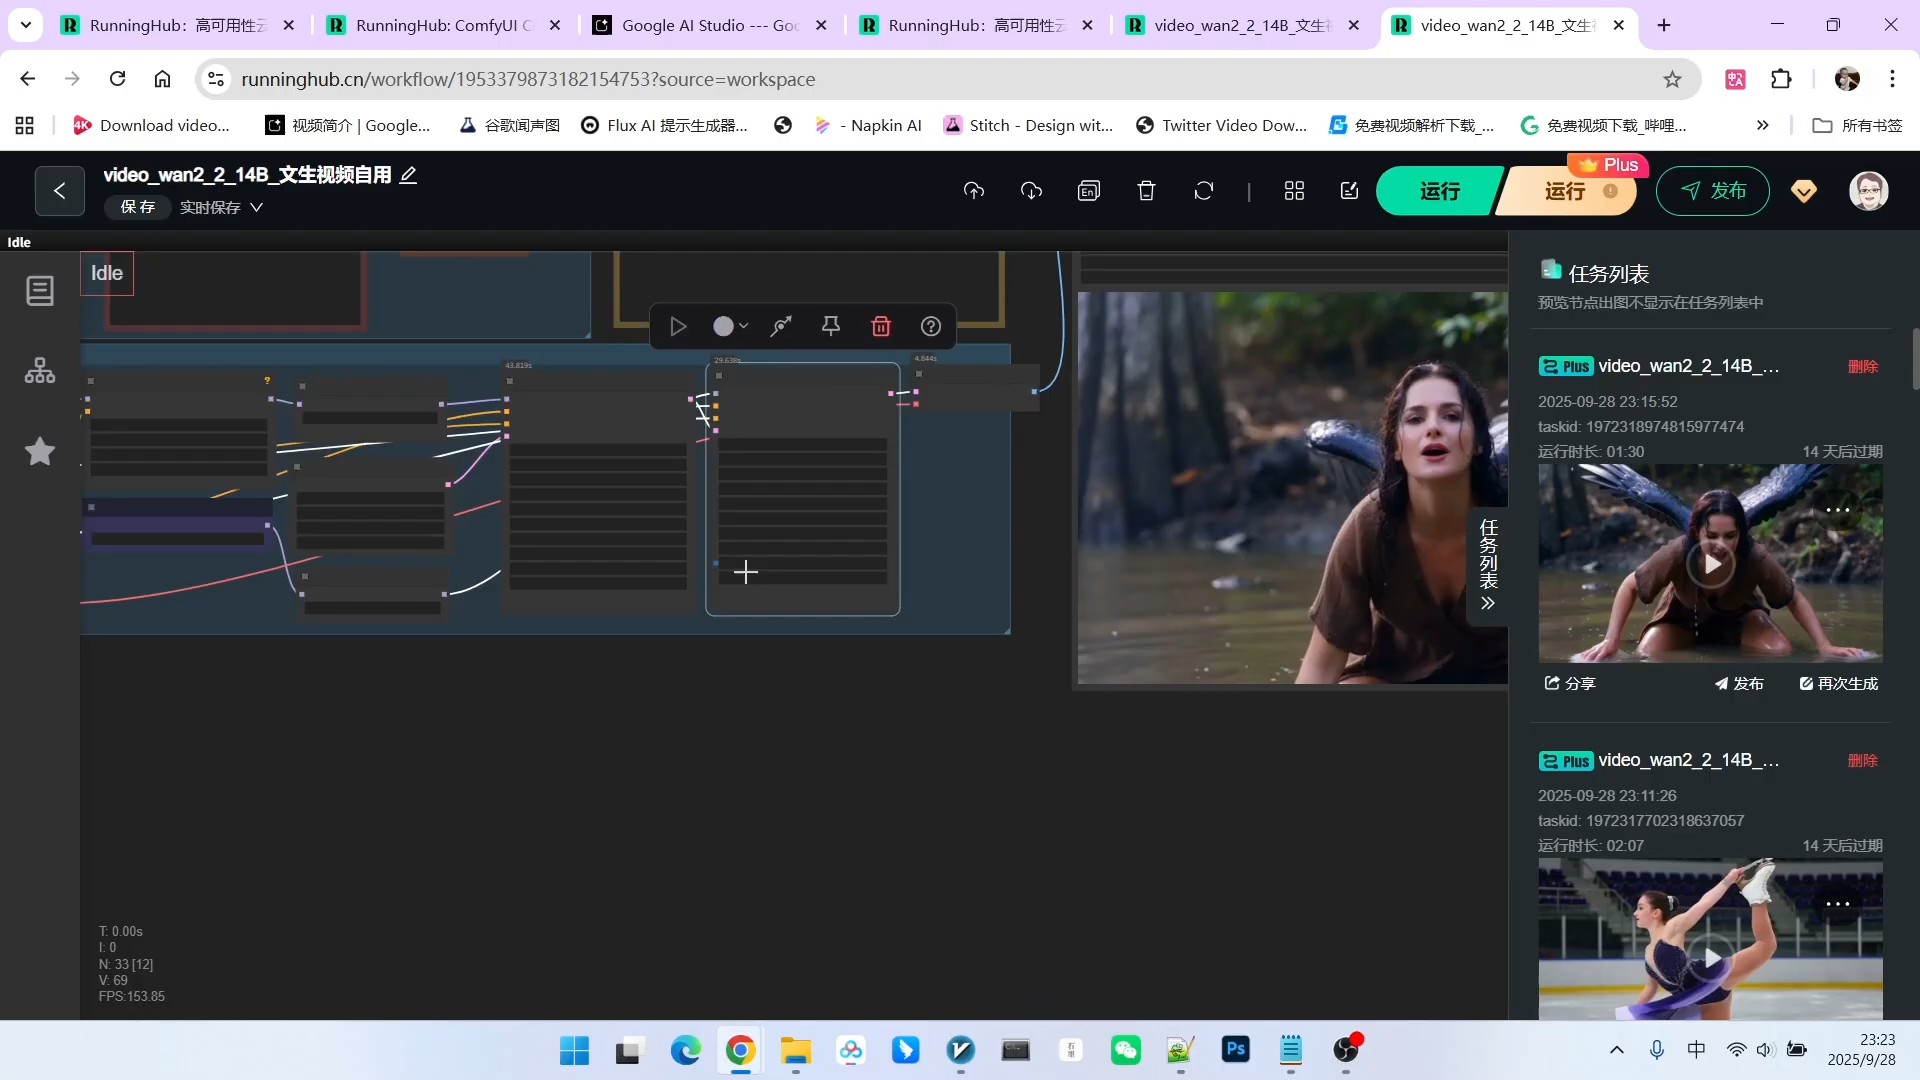 RunningHub：高可用性云
RunningHub: ComfyUI C
Google AI Studio --- Goo
RunningHub：高可用性云
video_wan2_2_14B_文生视
video_wan2_2_14B_文生视
runninghub.cn/workflow/1953379873182154753?source=workspace
4K Download video...
视频简介 | Google...
谷歌闻声图
Flux AI 提示生成器...
- Napkin AI
Stitch - Design wit...
Twitter Video Dow...
免费视频解析下载_...
免费视频下载_哔哩...
所有书签
video_wan2_2_14B_文生视频自用
保存
实时保存
En
运行
运行
Plus
发布
Idle
Idle
43.819s
29.638s
4.844s
?
任务列表
任务列表
预览节点出图不显示在任务列表中
Plus video_wan2_2_14B_...
删除
2025-09-28 23:15:52
taskid: 1972318974815977474
运行时长: 01:30
14 天后过期
分享
发布
再次生成
Plus video_wan2_2_14B_...
删除
2025-09-28 23:11:26
taskid: 1972317702318637057
运行时长: 02:07
14 天后过期
T: 0.00s
I: 0
N: 33 [12]
V: 69
FPS:153.85
Ps
中
23:23
2025/9/28